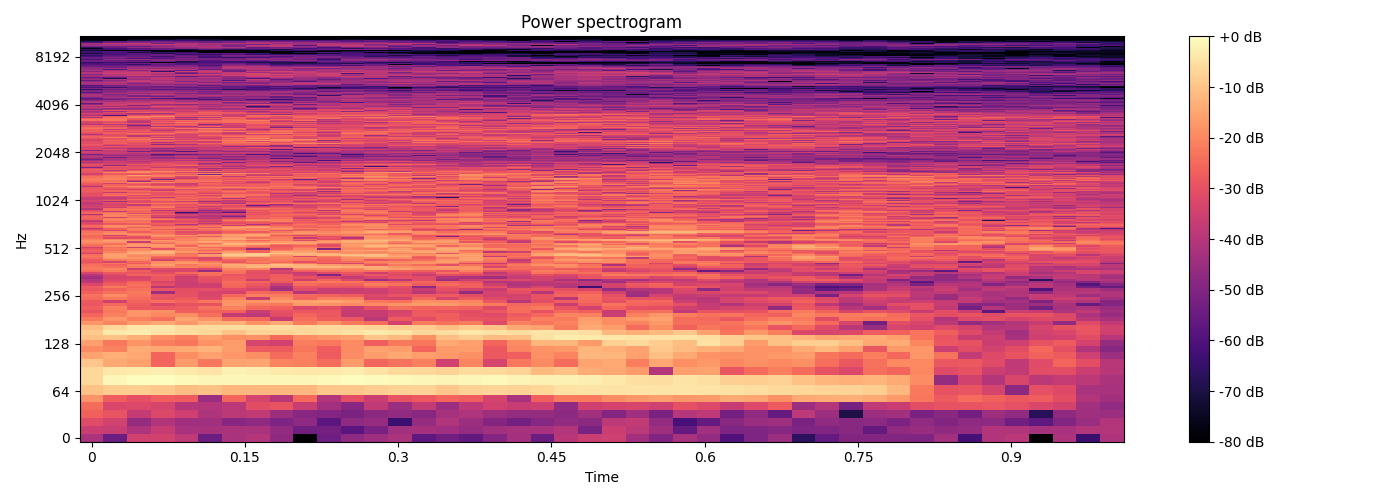 Power spectrogram
Hz
8192
4096
2048
1024
512
256
128
64
0
0 0.15 0.3 0.45 0.6 0.75 0.9
Time
+0 dB
-10 dB
-20 dB
-30 dB
-40 dB
-50 dB
-60 dB
-70 dB
-80 dB